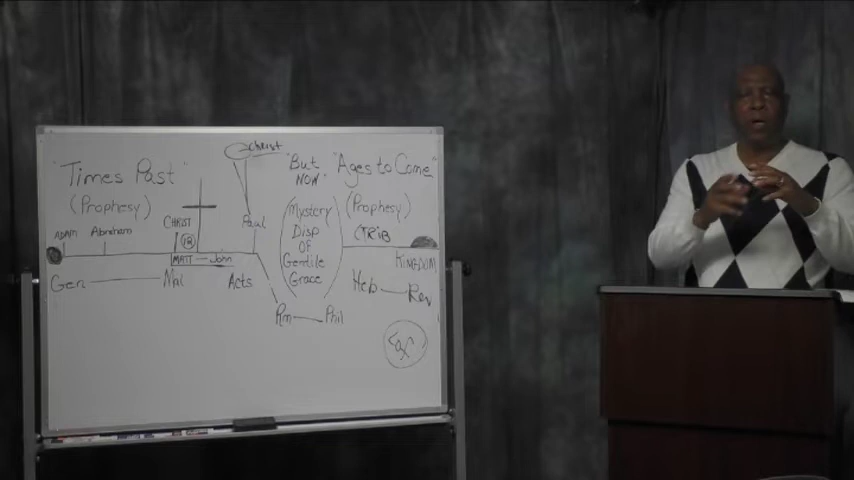 Christ
"Times Past" "But NOW" "Ages to Come"
(Prophesy) (Mystery Disp OF Gentile Grace) (Prophesy)
ADAM Abraham CHRIST Paul TRIB
MATT — John KINGDOM
Gen — Mal Acts Heb — Rev
Rm — Phil